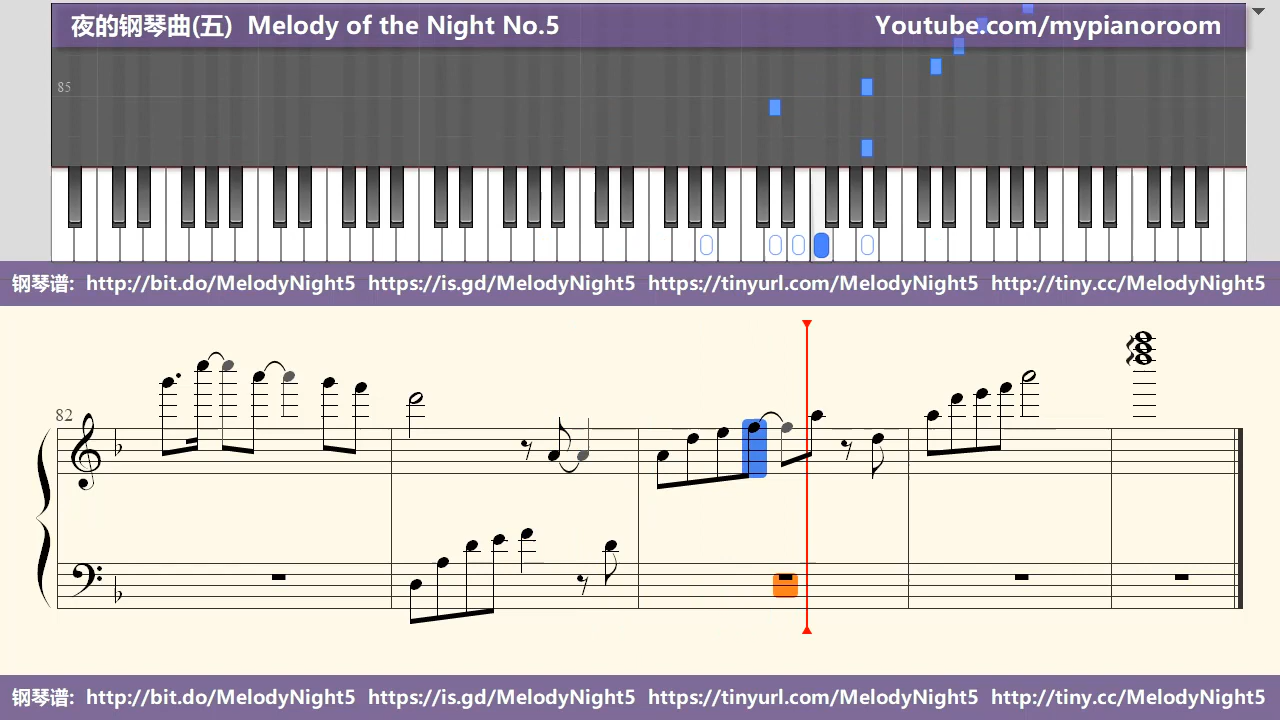 夜的钢琴曲(五)  Melody of the Night No.5
Youtube.com/mypianoroom
85
钢琴谱:  http://bit.do/MelodyNight5  https://is.gd/MelodyNight5  https://tinyurl.com/MelodyNight5  http://tiny.cc/MelodyNight5
82
钢琴谱:  http://bit.do/MelodyNight5  https://is.gd/MelodyNight5  https://tinyurl.com/MelodyNight5  http://tiny.cc/MelodyNight5